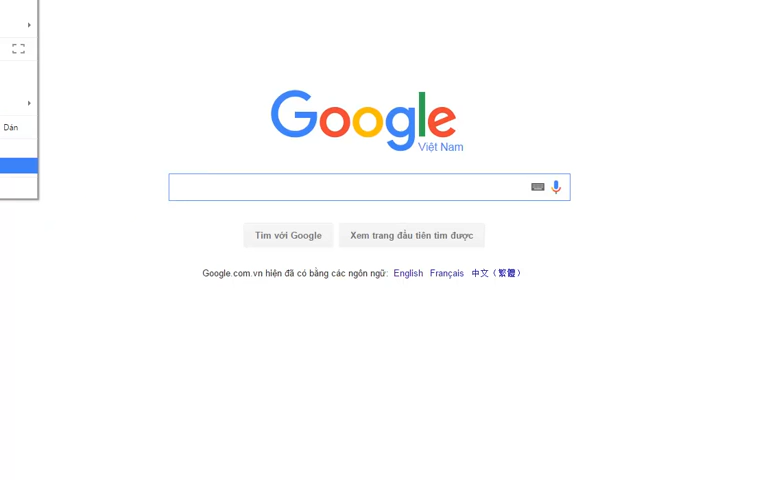 Dán
Google
Việt Nam
Tìm với Google
Xem trang đầu tiên tìm được
Google.com.vn hiện đã có bằng các ngôn ngữ: English Français 中文（繁體）